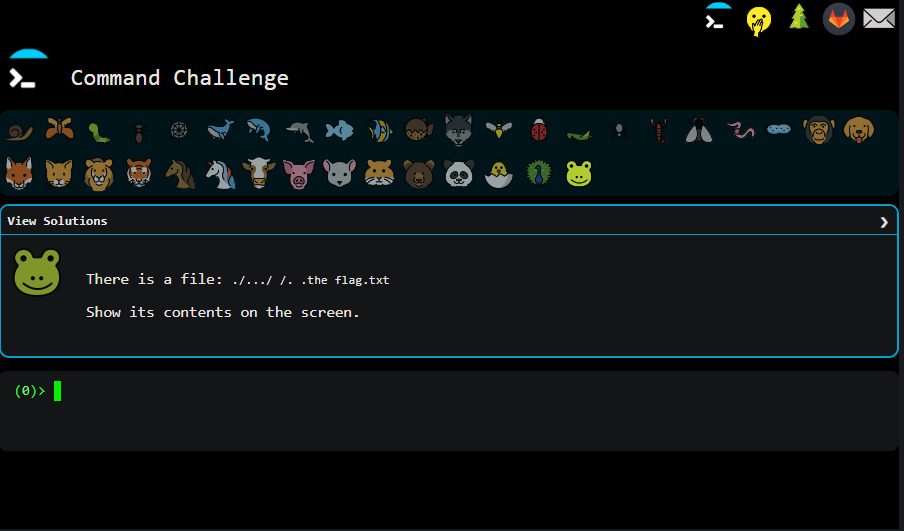 Command Challenge
View Solutions
There is a file: ./.../ /. .the flag.txt
Show its contents on the screen.
(0)>